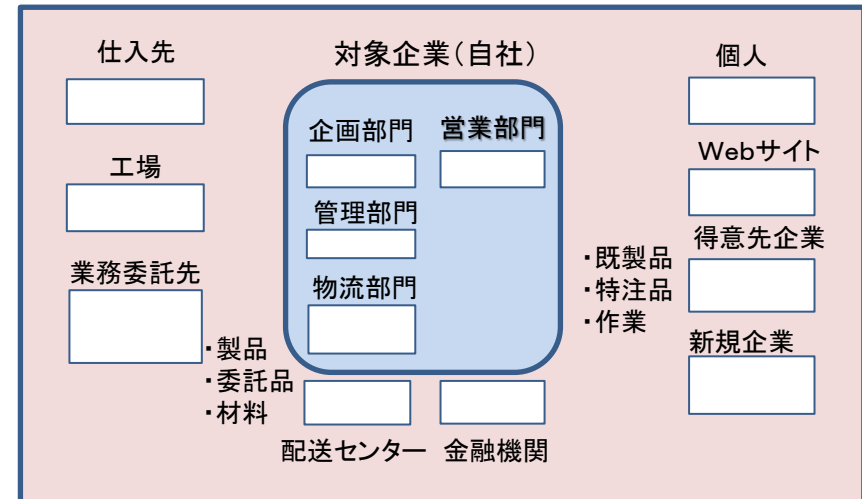 仕入先
工場
業務委託先
・製品
・委託品
・材料
対象企業(自社)
企画部門
営業部門
管理部門
物流部門
配送センター
金融機関
・既製品
・特注品
・作業
個人
Webサイト
得意先企業
新規企業